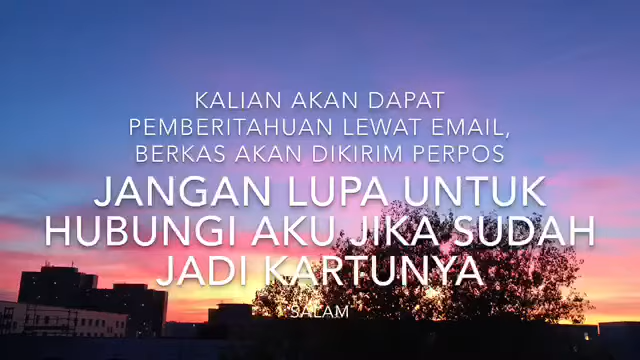 KALIAN AKAN DAPAT
PEMBERITAHUAN LEWAT EMAIL,
BERKAS AKAN DIKIRIM PERPOS
JANGAN LUPA UNTUK
HUBUNGI AKU JIKA SUDAH
JADI KARTUNYA
SALAM